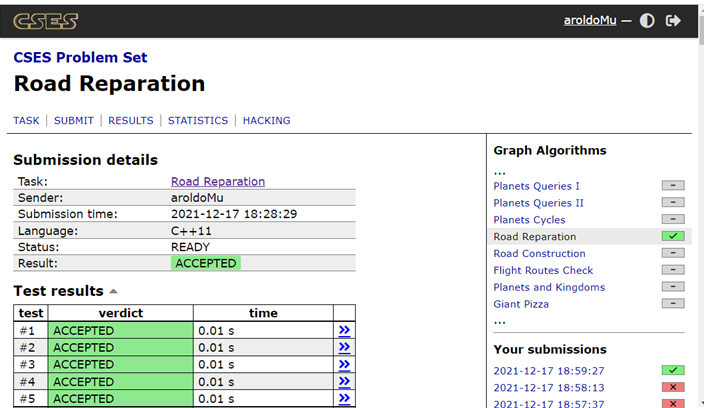 CSES
aroldoMu —
CSES Problem Set
Road Reparation
TASK | SUBMIT | RESULTS | STATISTICS | HACKING
Submission details
Task: Road Reparation
Sender: aroldoMu
Submission time: 2021-12-17 18:28:29
Language: C++11
Status: READY
Result: ACCEPTED
Test results
test verdict time
#1 ACCEPTED 0.01 s »
#2 ACCEPTED 0.01 s »
#3 ACCEPTED 0.01 s »
#4 ACCEPTED 0.01 s »
#5 ACCEPTED 0.01 s »
Graph Algorithms
...
Planets Queries I –
Planets Queries II –
Planets Cycles –
Road Reparation ✓
Road Construction –
Flight Routes Check –
Planets and Kingdoms –
Giant Pizza –
...
Your submissions
2021-12-17 18:59:27 ✓
2021-12-17 18:58:13 ×
2021-12-17 18:57:37 ×